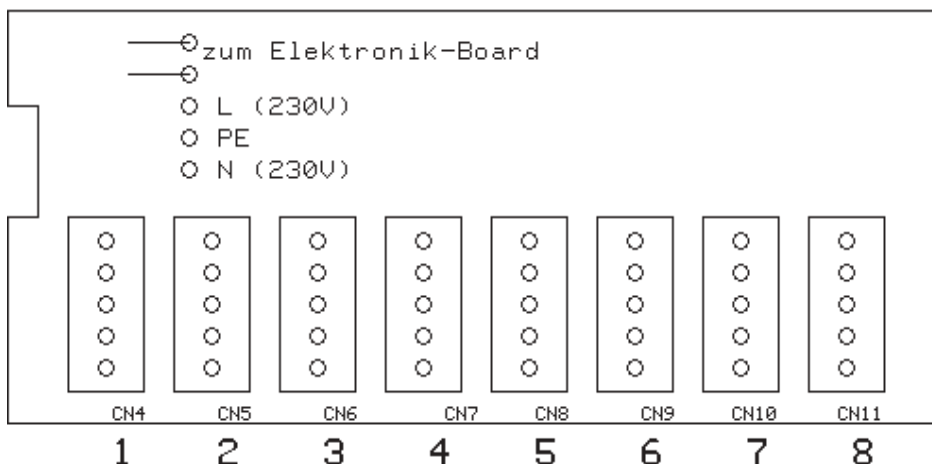 zum Elektronik-Board
L (230V)
PE
N (230V)
CN4 CN5 CN6 CN7 CN8 CN9 CN10 CN11
1 2 3 4 5 6 7 8